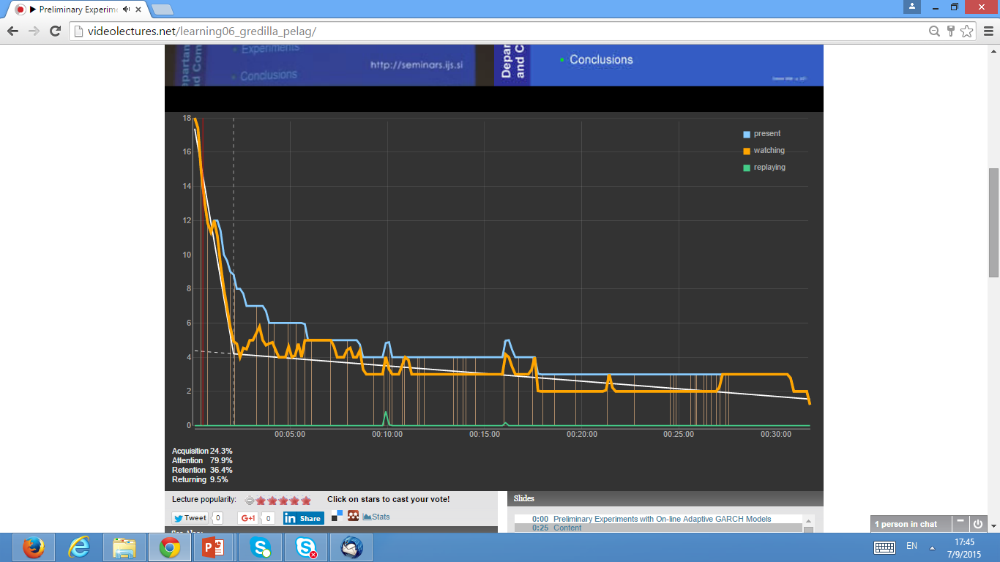 Preliminary Experim
videolectures.net/learning06_gredilla_pelag/
Experiments
Conclusions
http://seminars.ijs.si
Conclusions
18
16
14
12
10
8
6
4
2
0
present
watching
replaying
00:05:00 00:10:00 00:15:00 00:20:00 00:25:00 00:30:00
Acquisition 24.3%
Attention 79.9%
Retention 36.4%
Returning 9.5%
Lecture popularity: Click on stars to cast your vote!
Tweet 0 g+1 0 in Share Stats
Slides
0:00 Preliminary Experiments with On-line Adaptive GARCH Models
0:25 Content
1 person in chat
EN
17:45
7/9/2015